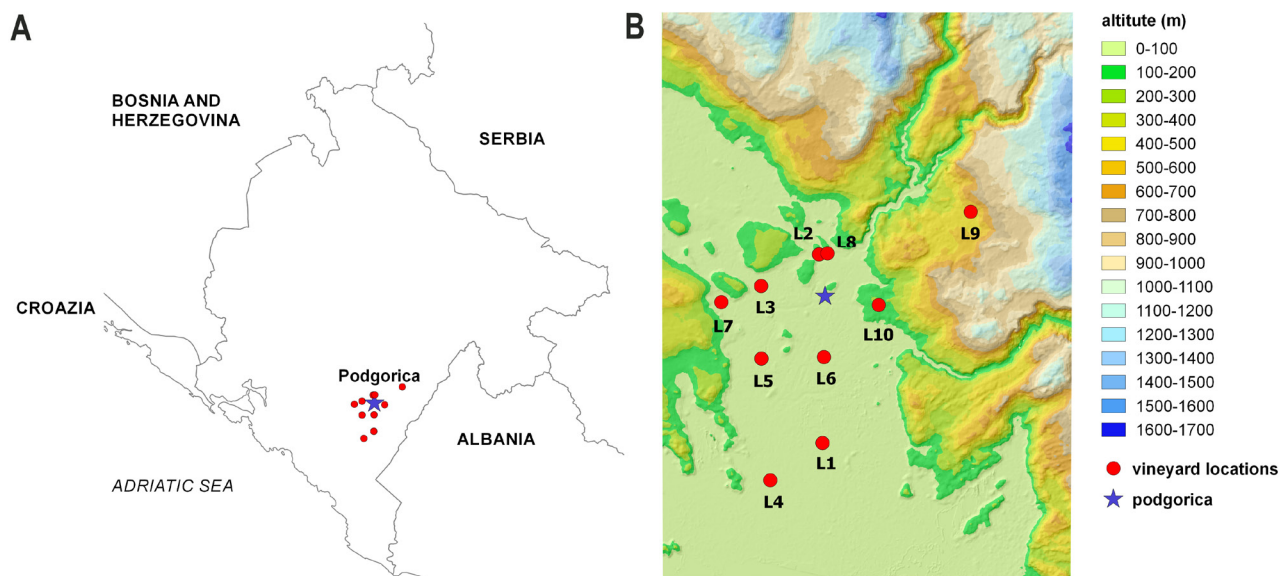 A
BOSNIA AND
HERZEGOVINA
SERBIA
CROAZIA
Podgorica
ALBANIA
ADRIATIC SEA
B
L2
L8
L9
L3
L7
L10
L5
L6
L1
L4
altitute (m)
0-100
100-200
200-300
300-400
400-500
500-600
600-700
700-800
800-900
900-1000
1000-1100
1100-1200
1200-1300
1300-1400
1400-1500
1500-1600
1600-1700
vineyard locations
podgorica